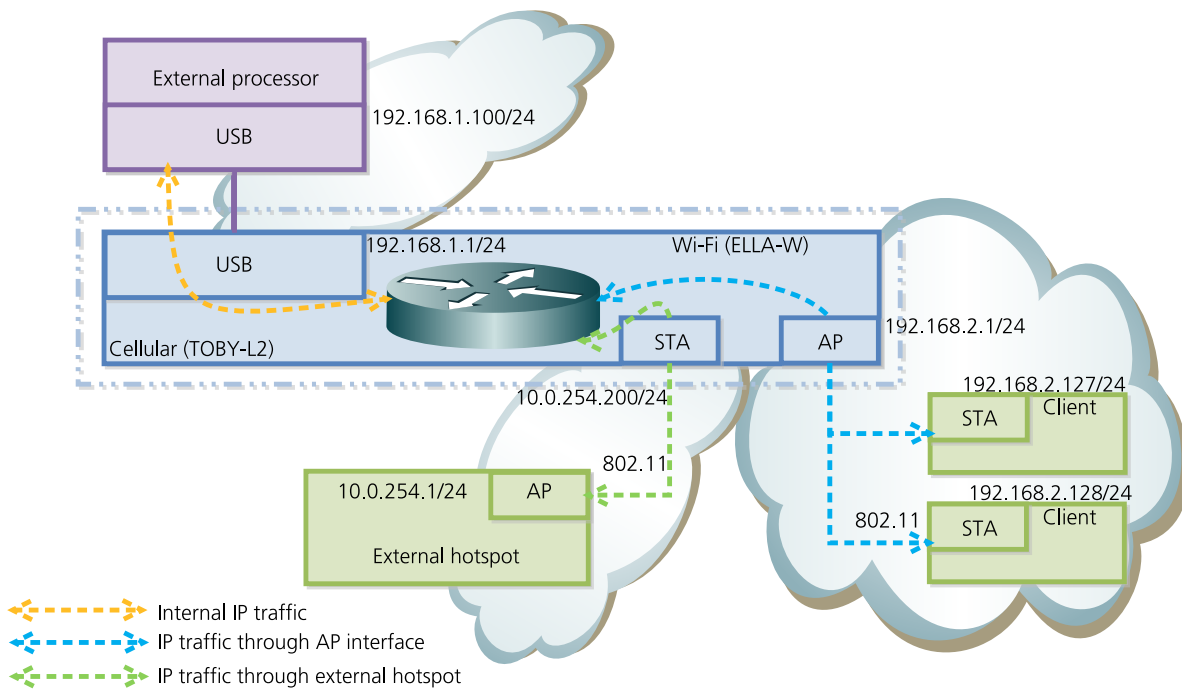 External processor
USB
192.168.1.100/24
USB
192.168.1.1/24
Wi-Fi (ELLA-W)
Cellular (TOBY-L2)
STA
AP
192.168.2.1/24
10.0.254.200/24
192.168.2.127/24
STA
Client
802.11
10.0.254.1/24
AP
External hotspot
192.168.2.128/24
802.11
STA
Client
Internal IP traffic
IP traffic through AP interface
IP traffic through external hotspot